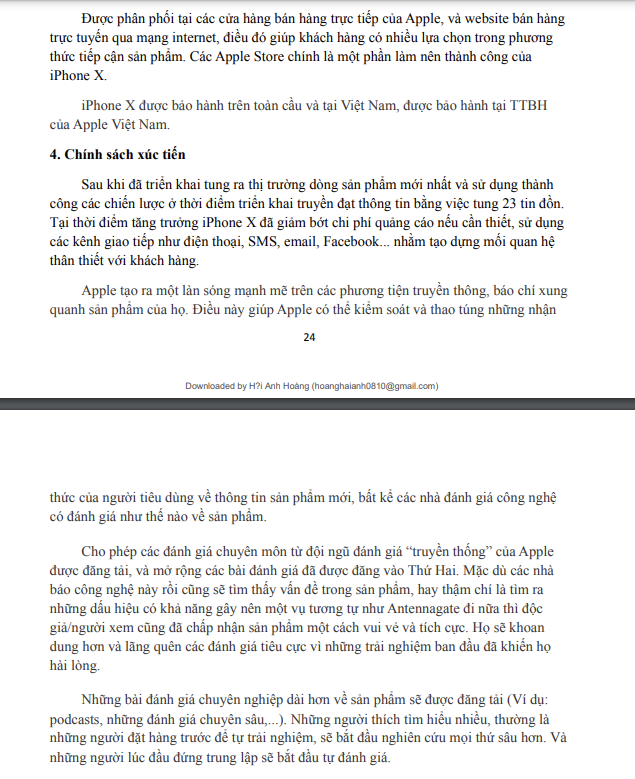 Được phân phối tại các cửa hàng bán hàng trực tiếp của Apple, và website bán hàng
trực tuyến qua mạng internet, điều đó giúp khách hàng có nhiều lựa chọn trong phương
thức tiếp cận sản phẩm. Các Apple Store chính là một phần làm nên thành công của
iPhone X.
iPhone X được bảo hành trên toàn cầu và tại Việt Nam, được bảo hành tại TTBH
của Apple Việt Nam.
4. Chính sách xúc tiến
Sau khi đã triển khai tung ra thị trường dòng sản phẩm mới nhất và sử dụng thành
công các chiến lược ở thời điểm triển khai truyền đạt thông tin bằng việc tung 23 tin đồn.
Tại thời điểm tăng trưởng iPhone X đã giảm bớt chi phí quảng cáo nếu cần thiết, sử dụng
các kênh giao tiếp như điện thoại, SMS, email, Facebook... nhằm tạo dựng mối quan hệ
thân thiết với khách hàng.
Apple tạo ra một làn sóng mạnh mẽ trên các phương tiện truyền thông, báo chí xung
quanh sản phẩm của họ. Điều này giúp Apple có thể kiểm soát và thao túng những nhận
24
Downloaded by H?i Anh Hoàng (hoanghaianh0810@gmail.com)
thức của người tiêu dùng về thông tin sản phẩm mới, bất kể các nhà đánh giá công nghệ
có đánh giá như thế nào về sản phẩm.
Cho phép các đánh giá chuyên môn từ đội ngũ đánh giá “truyền thống” của Apple
được đăng tải, và mở rộng các bài đánh giá đã được đăng vào Thứ Hai. Mặc dù các nhà
báo công nghệ này rồi cũng sẽ tìm thấy vấn đề trong sản phẩm, hay thậm chí là tìm ra
những dấu hiệu có khả năng gây nên một vụ tương tự như Antennagate đi nữa thì độc
giả/người xem cũng đã chấp nhận sản phẩm một cách vui vẻ và tích cực. Họ sẽ khoan
dung hơn và lãng quên các đánh giá tiêu cực vì những trải nghiệm ban đầu đã khiến họ
hài lòng.
Những bài đánh giá chuyên nghiệp dài hơn về sản phẩm sẽ được đăng tải (Ví dụ:
podcasts, những đánh giá chuyên sâu,...). Những người thích tìm hiểu nhiều, thường là
những người đặt hàng trước để tự trải nghiệm, sẽ bắt đầu nghiên cứu mọi thứ sâu hơn. Và
những người lúc đầu đứng trung lập sẽ bắt đầu tự đánh giá.